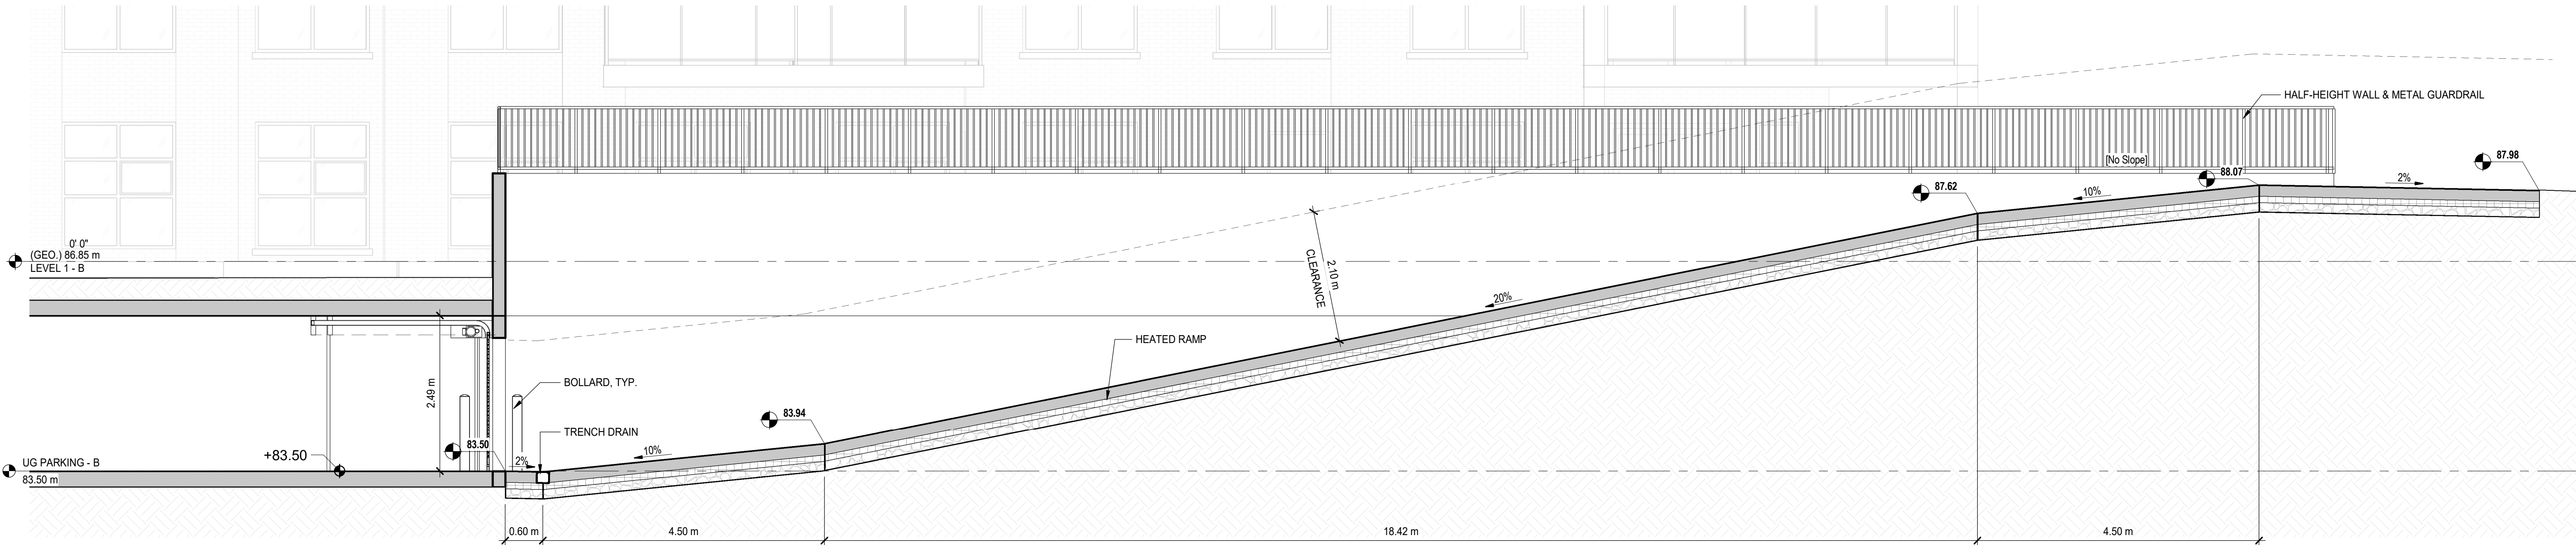 HALF-HEIGHT WALL & METAL GUARDRAIL
[No Slope]
87.98
88.07
2%
87.62
10%
0' 0"
(GEO.) 86.85 m
LEVEL 1 - B
2.10 m
CLEARANCE
20%
HEATED RAMP
2.49 m
BOLLARD, TYP.
83.94
TRENCH DRAIN
83.50
+83.50
10%
2%
UG PARKING - B
83.50 m
0.60 m
4.50 m
18.42 m
4.50 m